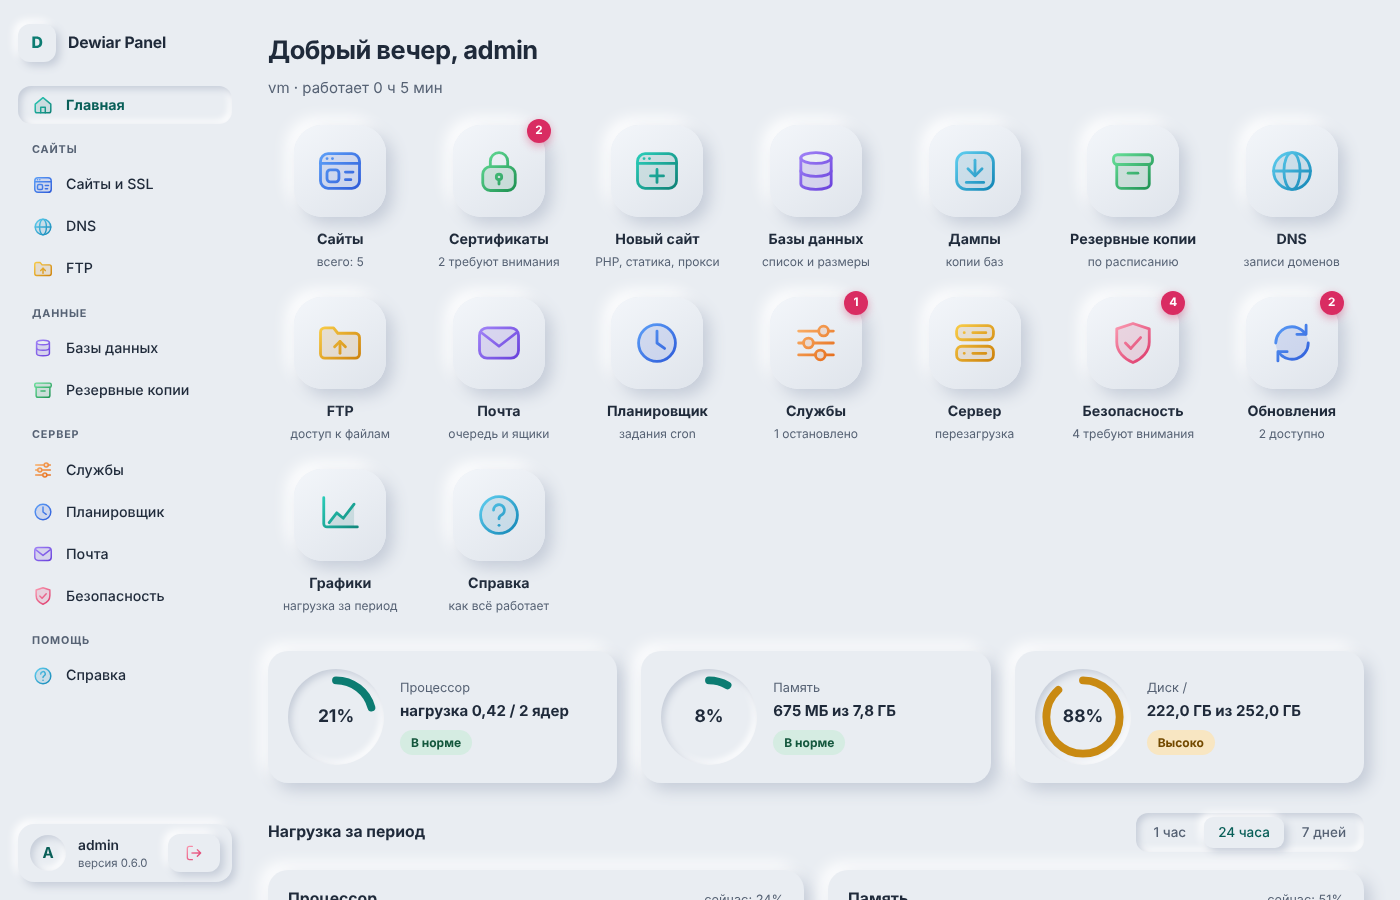 D Dewiar Panel
Главная
САЙТЫ
Сайты и SSL
DNS
FTP
ДАННЫЕ
Базы данных
Резервные копии
СЕРВЕР
Службы
Планировщик
Почта
Безопасность
ПОМОЩЬ
Справка
A admin
версия 0.6.0
Добрый вечер, admin
vm · работает 0 ч 5 мин
2
Сайты Сертификаты Новый сайт Базы данных Дампы Резервные копии DNS
всего: 5 2 требуют внимания PHP, статика, прокси список и размеры копии баз по расписанию записи доменов
1 4 2
FTP Почта Планировщик Службы Сервер Безопасность Обновления
доступ к файлам очередь и ящики задания cron 1 остановлено перезагрузка 4 требуют внимания 2 доступно
Графики Справка
нагрузка за период как всё работает
21%
Процессор
нагрузка 0,42 / 2 ядер
В норме
8%
Память
675 МБ из 7,8 ГБ
В норме
88%
Диск /
222,0 ГБ из 252,0 ГБ
Высоко
Нагрузка за период
1 час 24 часа 7 дней
Процессор сейчас: 24%
Память сейчас: 51%